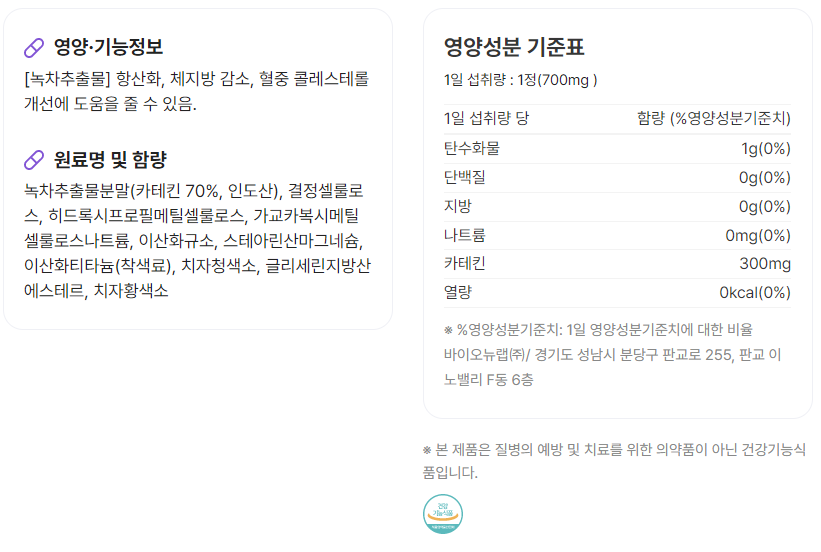 영양·기능정보
[녹차추출물] 항산화, 체지방 감소, 혈중 콜레스테롤
개선에 도움을 줄 수 있음.
원료명 및 함량
녹차추출물분말(카테킨 70%, 인도산), 결정셀룰로
스, 히드록시프로필메틸셀룰로스, 가교카복시메틸
셀룰로스나트륨, 이산화규소, 스테아린산마그네슘,
이산화티타늄(착색료), 치자청색소, 글리세린지방산
에스테르, 치자황색소
영양성분 기준표
1일 섭취량 : 1정(700mg )
1일 섭취량 당 함량 (%영양성분기준치)
탄수화물 1g(0%)
단백질 0g(0%)
지방 0g(0%)
나트륨 0mg(0%)
카테킨 300mg
열량 0kcal(0%)
※ %영양성분기준치: 1일 영양성분기준치에 대한 비율
바이오뉴랩㈜/ 경기도 성남시 분당구 판교로 255, 판교 이
노밸리 F동 6층
※ 본 제품은 질병의 예방 및 치료를 위한 의약품이 아닌 건강기능식
품입니다.
건강
기능식품